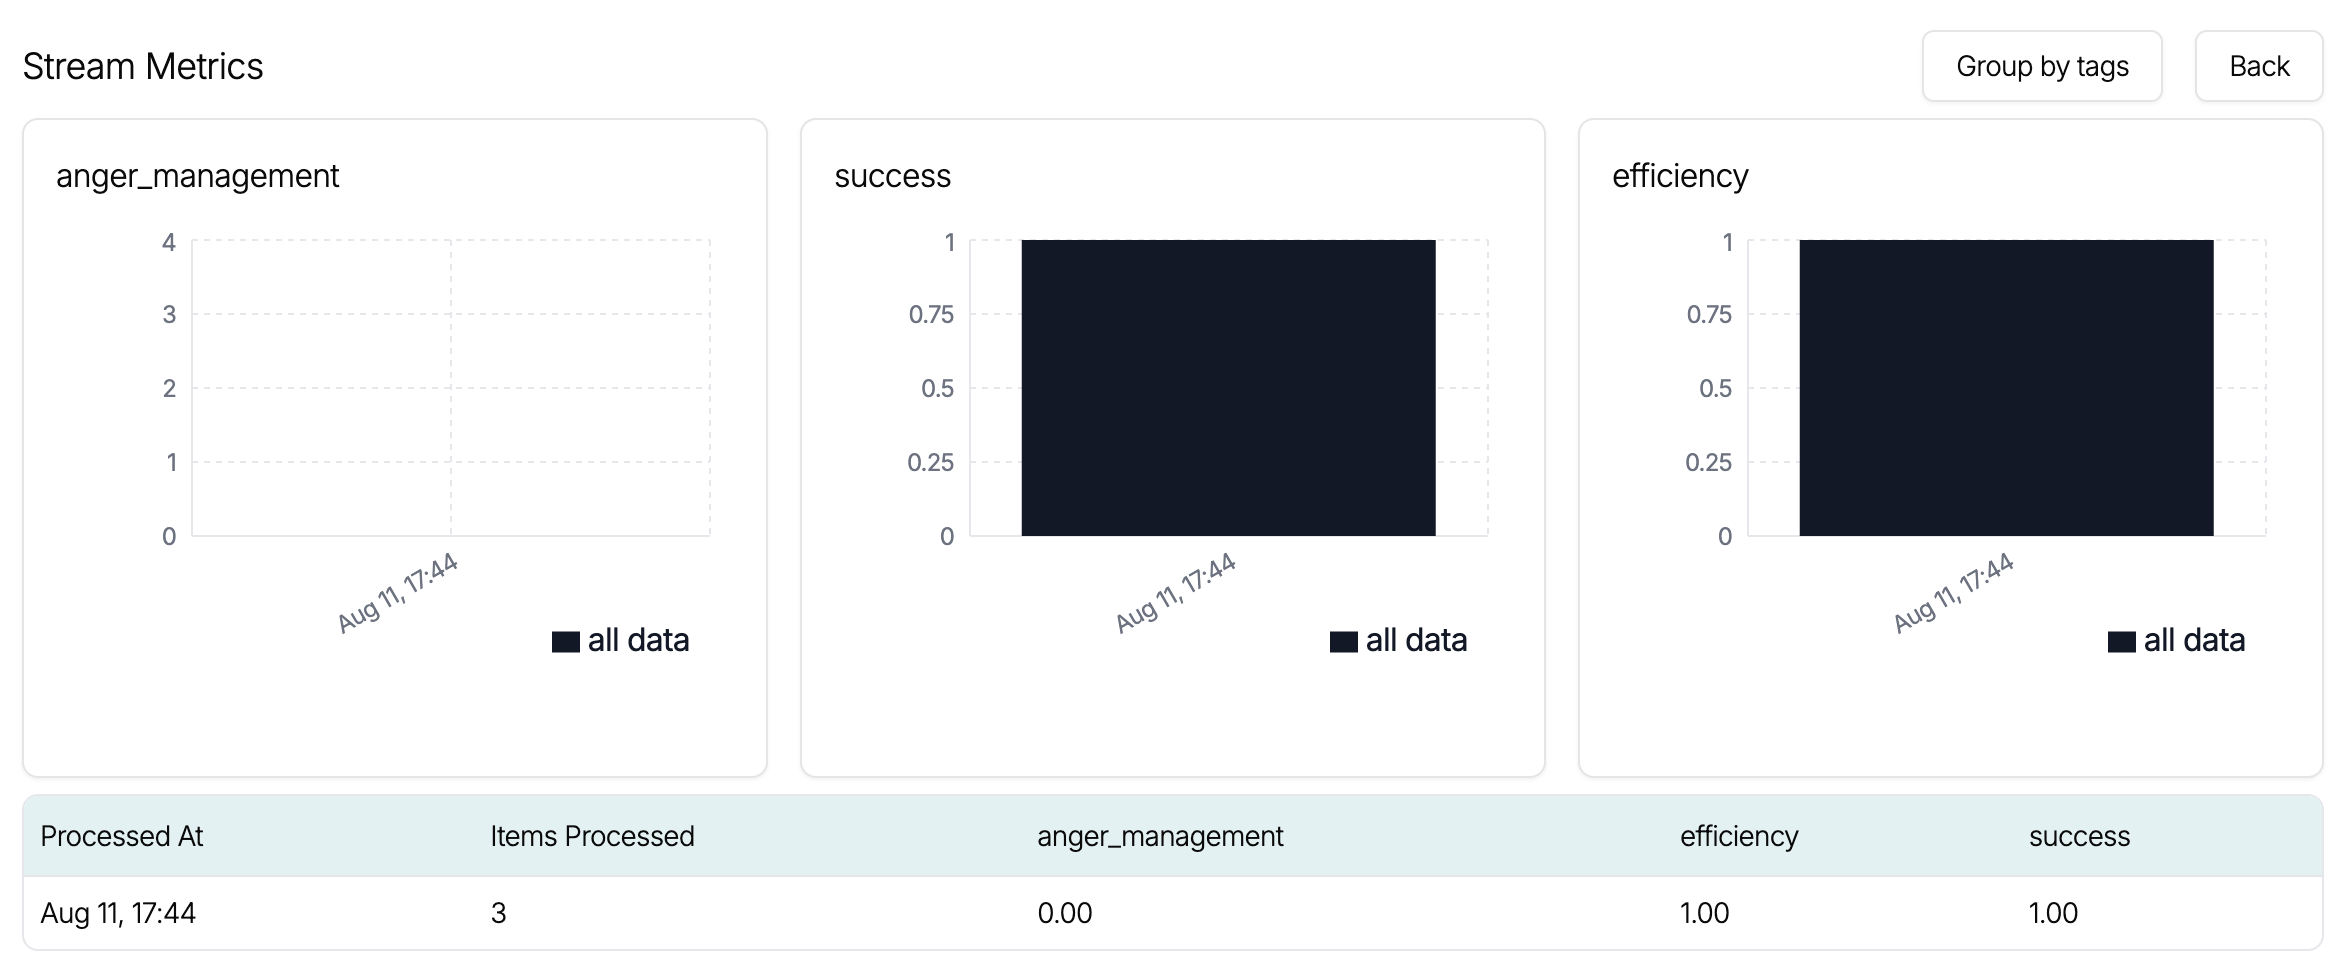 Stream Metrics
Group by tags
Back
anger_management
4
3
2
1
0
Aug 11, 17:44
all data
success
1
0.75
0.5
0.25
0
Aug 11, 17:44
all data
efficiency
1
0.75
0.5
0.25
0
Aug 11, 17:44
all data
Processed At Items Processed anger_management efficiency success
Aug 11, 17:44 3 0.00 1.00 1.00